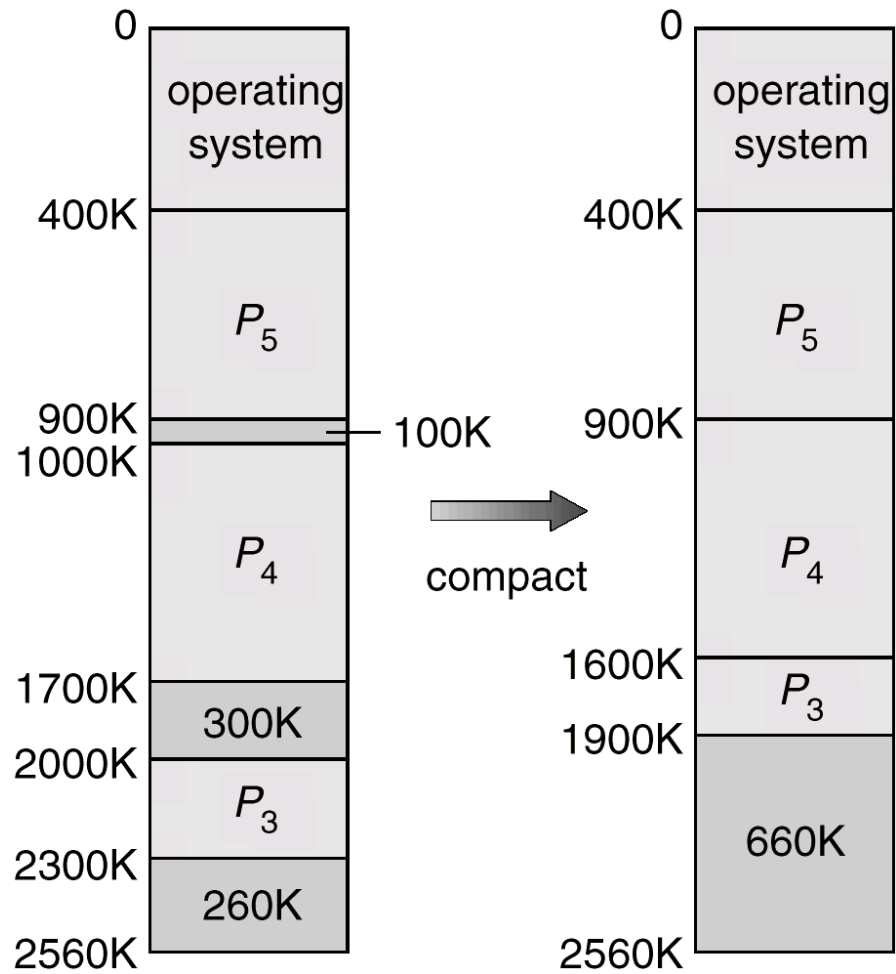 0
operating
system
400K
P5
900K
100K
1000K
P4
1700K
300K
2000K
P3
2300K
260K
2560K
compact
0
operating
system
400K
P5
900K
P4
1600K
P3
1900K
660K
2560K